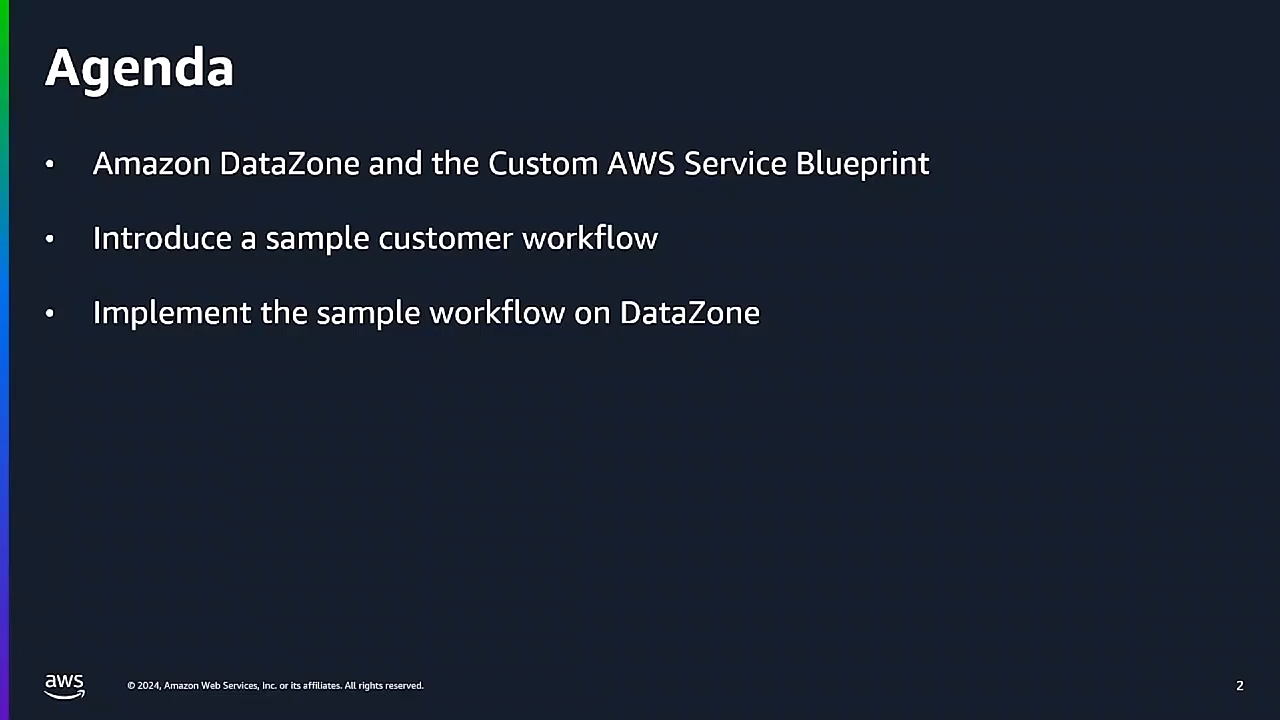 Agenda
• Amazon DataZone and the Custom AWS Service Blueprint
• Introduce a sample customer workflow
• Implement the sample workflow on DataZone
aws
© 2024, Amazon Web Services, Inc. or its affiliates. All rights reserved.
2